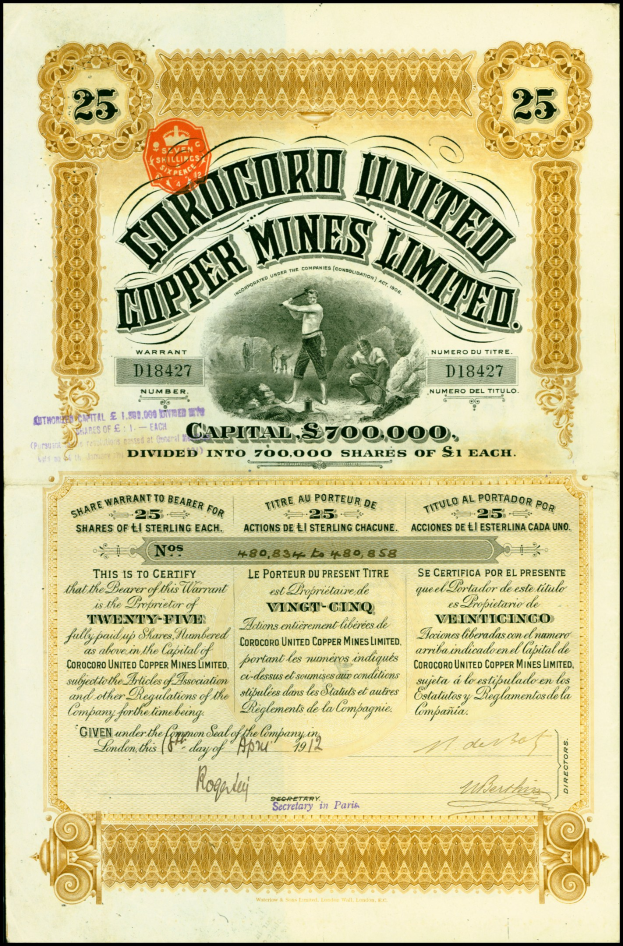 25
25
SEVEN
SHILLINGS
SIX PENCE
COROCORO UNITED
COPPER MINES LIMITED.
INCORPORATED UNDER THE COMPANIES (CONSOLIDATION) ACT, 1908.
WARRANT
D18427
NUMBER.
NUMERO DU TITRE.
D18427
NUMERO DEL TITULO.
AUTHORISED CAPITAL £ 1,500,000 DIVIDED INTO
SHARES OF £ 1.— EACH
CAPITAL £700,000.
DIVIDED INTO 700,000 SHARES OF £1 EACH.
SHARE WARRANT TO BEARER FOR
25
SHARES OF £1 STERLING EACH.
TITRE AU PORTEUR DE
25
ACTIONS DE £1 STERLING CHACUNE.
TITULO AL PORTADOR POR
25
ACCIONES DE £1 ESTERLINA CADA UNO.
Nos 480,834 to 480,858
THIS IS TO CERTIFY
that the Bearer of this Warrant
is the Proprietor of
TWENTY-FIVE
fully paid up Shares, Numbered
as above, in the Capital of
COROCORO UNITED COPPER MINES LIMITED,
subject to the Articles of Association
and other Regulations of the
Company for the time being.
LE PORTEUR DU PRESENT TITRE
est Propriétaire de
VINGT-CINQ
Actions entièrement libérées de
COROCORO UNITED COPPER MINES LIMITED,
portant les numéros indiqués
ci-dessus et soumises aux conditions
stipulées dans les Statuts et autres
Règlements de la Compagnie.
SE CERTIFICA POR EL PRESENTE
que el Portador de este titulo
es Propietario de
VEINTICINCO
Acciones liberadas con el numero
arriba indicado en el Capital de
COROCORO UNITED COPPER MINES LIMITED,
sujeta á lo estipulado en los
Estatutos y Reglamentos de la
Compañia.
GIVEN under the Common Seal of the Company, in
London, this 18th day of April 1912
DIRECTORS.
SECRETARY.
Secretary in Paris.